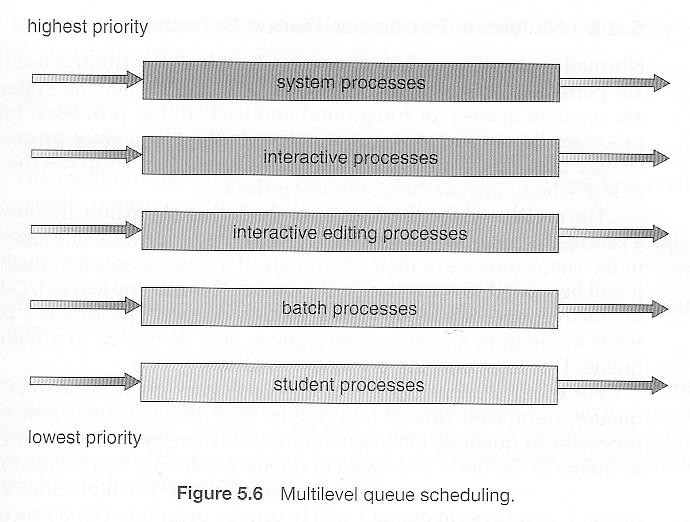 highest priority
system processes
interactive processes
interactive editing processes
batch processes
student processes
lowest priority
Figure 5.6 Multilevel queue scheduling.